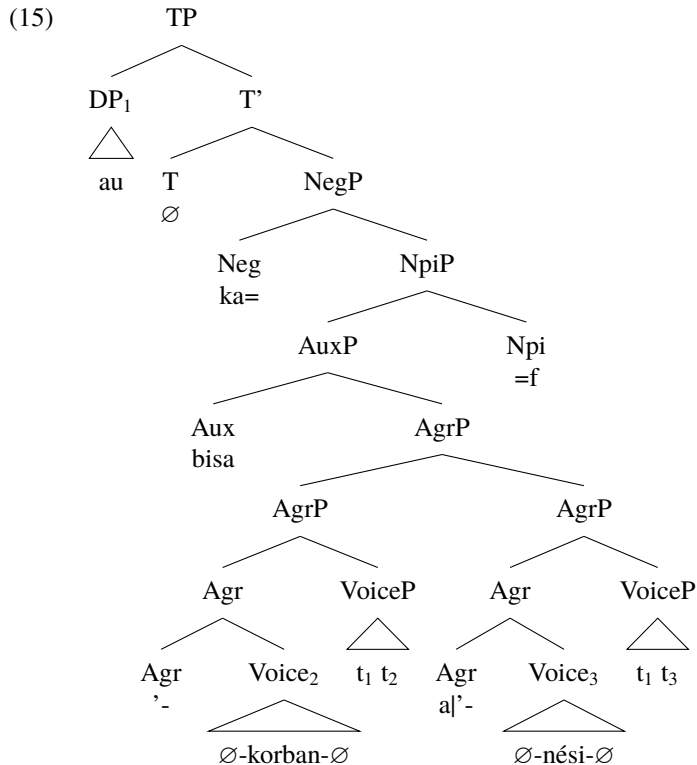 (15) TP
DP₁ T’
au T NegP
∅
Neg NpiP
ka=
AuxP Npi
=f
Aux AgrP
bisa
AgrP AgrP
Agr VoiceP Agr VoiceP
Agr Voice₂ t₁ t₂ Agr Voice₃ t₁ t₃
’- a|’-
∅-korban-∅ ∅-nési-∅